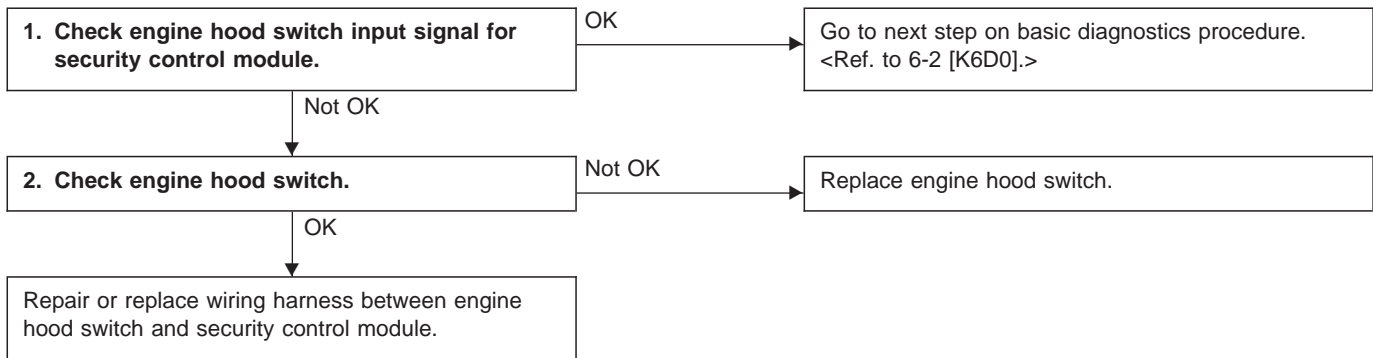 1. Check engine hood switch input signal for
security control module.
OK
Go to next step on basic diagnostics procedure.
<Ref. to 6-2 [K6D0].>
Not OK
2. Check engine hood switch.
Not OK
Replace engine hood switch.
OK
Repair or replace wiring harness between engine
hood switch and security control module.